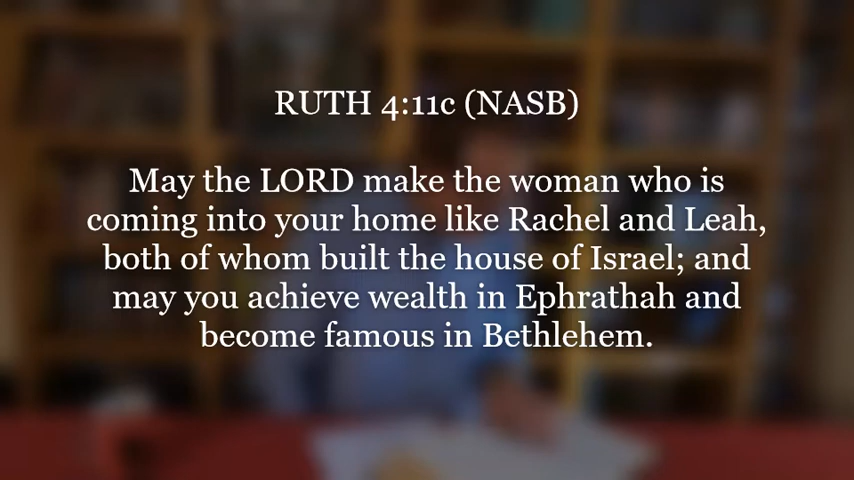 RUTH 4:11c (NASB)
May the LORD make the woman who is
coming into your home like Rachel and Leah,
both of whom built the house of Israel; and
may you achieve wealth in Ephrathah and
become famous in Bethlehem.